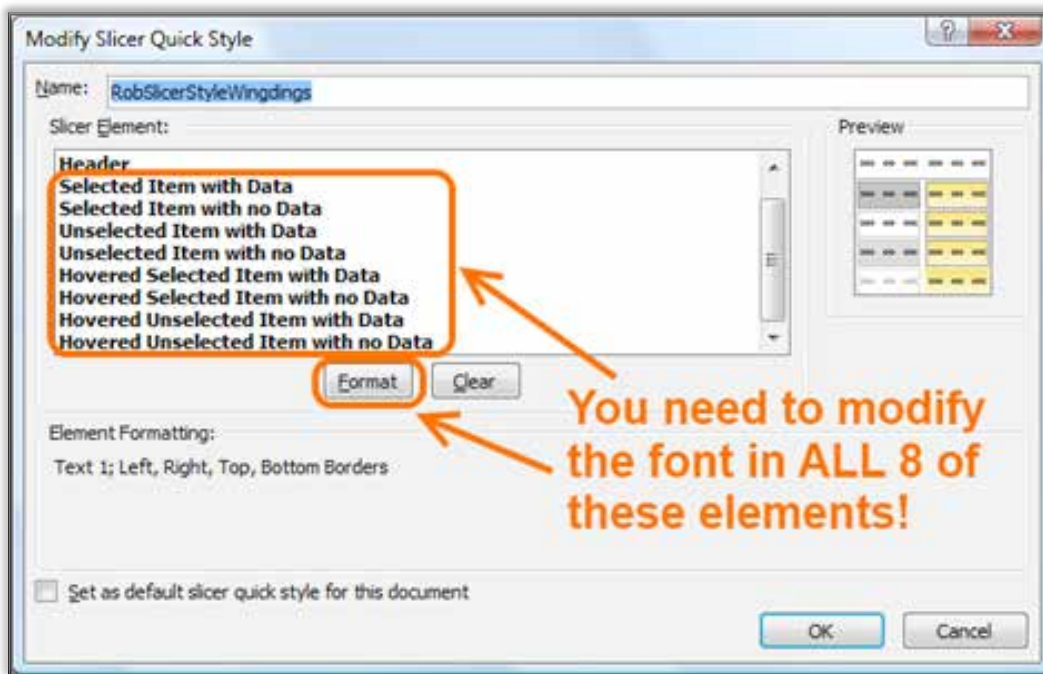 Modify Slicer Quick Style
Name: RobSlicerStyleWingdings
Slicer Element:
Preview
Header
Selected Item with Data
Selected Item with no Data
Unselected Item with Data
Unselected Item with no Data
Hovered Selected Item with Data
Hovered Selected Item with no Data
Hovered Unselected Item with Data
Hovered Unselected Item with no Data
Format Clear
You need to modify
the font in ALL 8 of
these elements!
Element Formatting:
Text 1; Left, Right, Top, Bottom Borders
Set as default slicer quick style for this document
OK Cancel